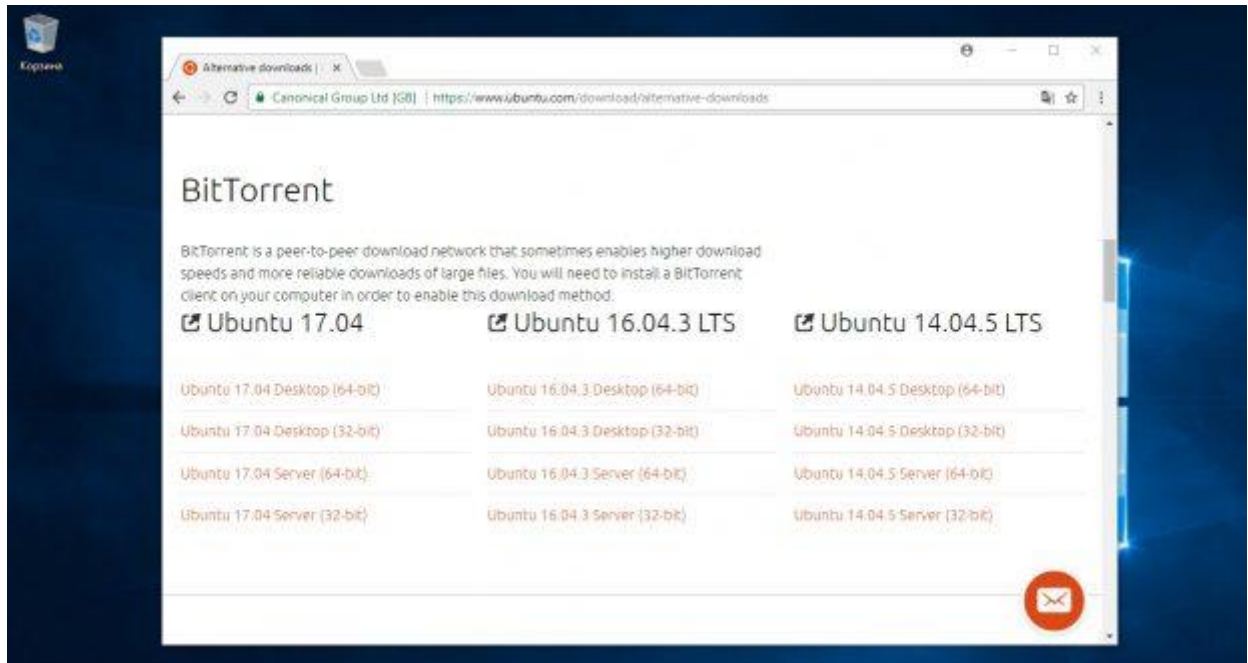 Корзина
Alternative downloads |
Canonical Group Ltd [GB] | https://www.ubuntu.com/download/alternative-downloads
BitTorrent
BitTorrent is a peer-to-peer download network that sometimes enables higher download
speeds and more reliable downloads of large files. You will need to install a BitTorrent
client on your computer in order to enable this download method.
Ubuntu 17.04
Ubuntu 16.04.3 LTS
Ubuntu 14.04.5 LTS
Ubuntu 17.04 Desktop (64-bit)
Ubuntu 16.04.3 Desktop (64-bit)
Ubuntu 14.04.5 Desktop (64-bit)
Ubuntu 17.04 Desktop (32-bit)
Ubuntu 16.04.3 Desktop (32-bit)
Ubuntu 14.04.5 Desktop (32-bit)
Ubuntu 17.04 Server (64-bit)
Ubuntu 16.04.3 Server (64-bit)
Ubuntu 14.04.5 Server (64-bit)
Ubuntu 17.04 Server (32-bit)
Ubuntu 16.04.3 Server (32-bit)
Ubuntu 14.04.5 Server (32-bit)